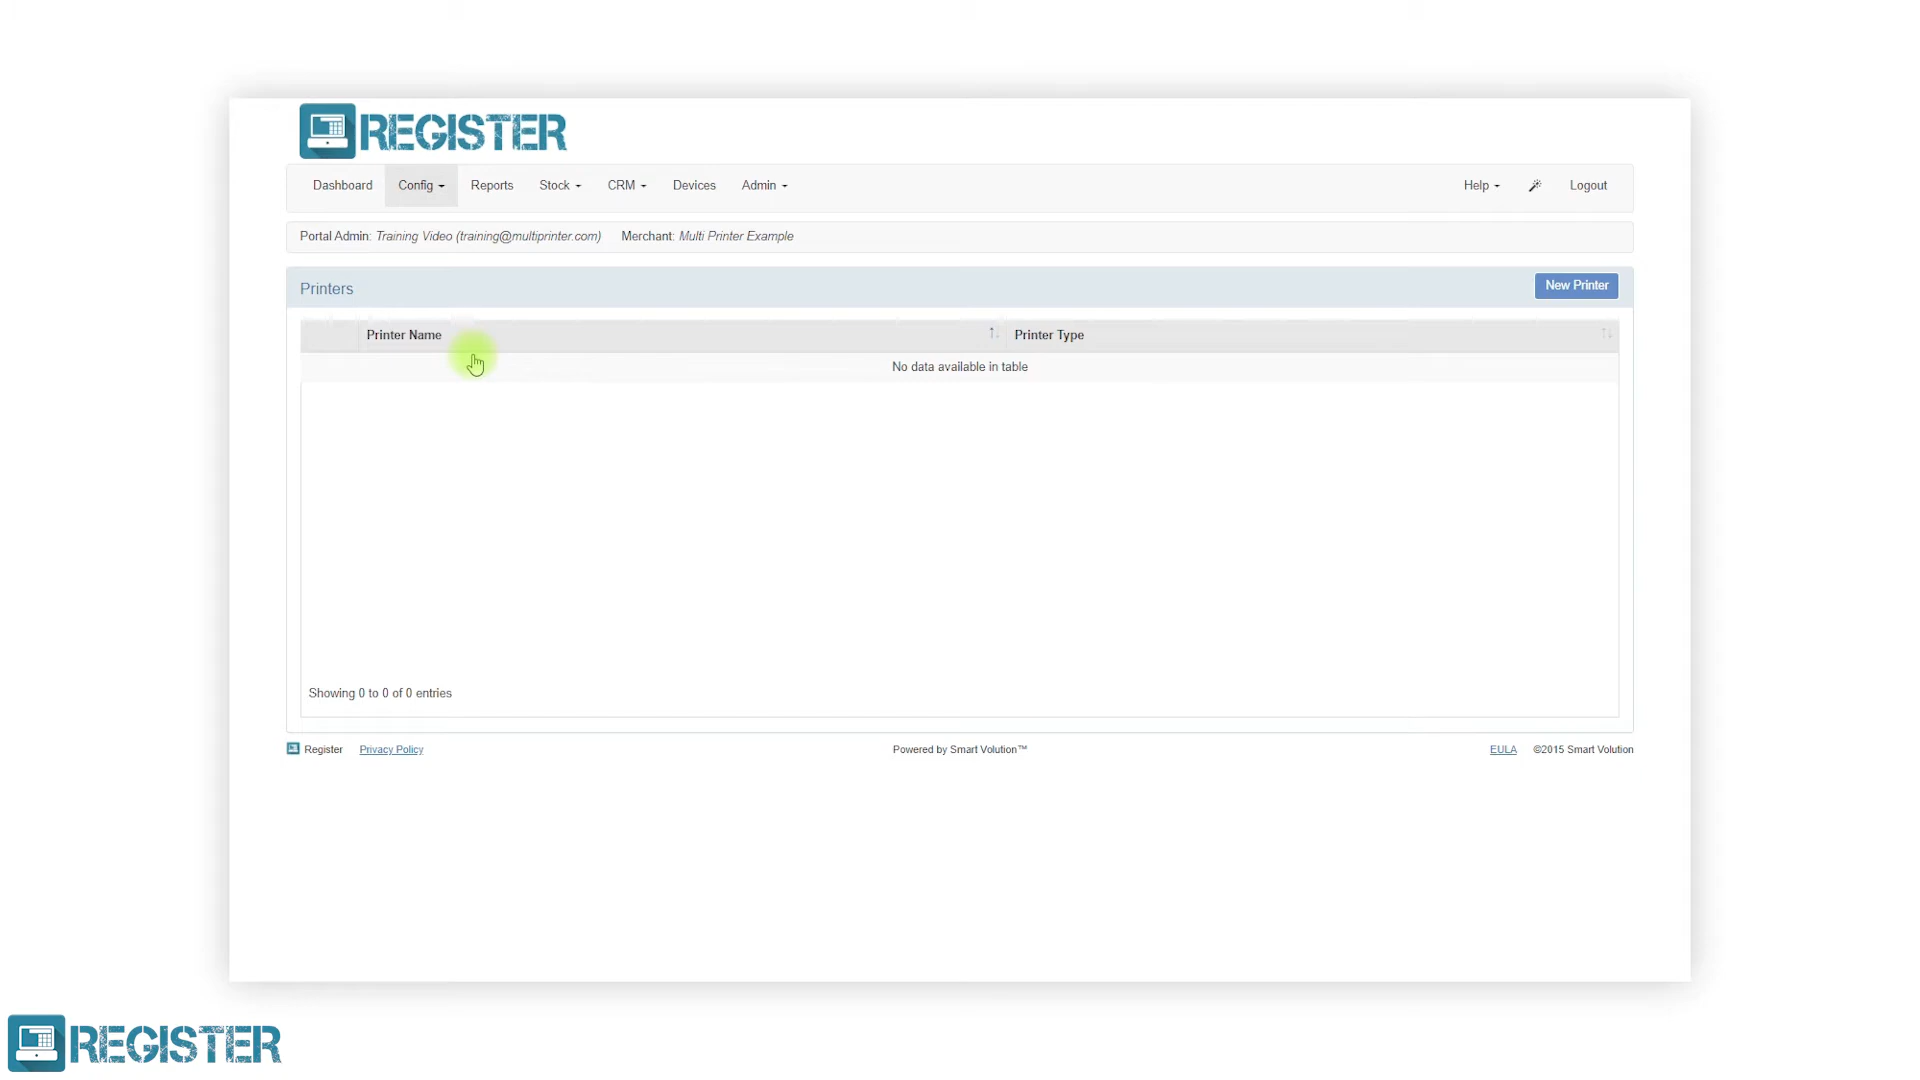 REGISTER
Dashboard Config Reports Stock CRM Devices Admin Help Logout
Portal Admin: Training Video (training@multiprinter.com) Merchant: Multi Printer Example
Printers New Printer
Printer Name Printer Type
No data available in table
Showing 0 to 0 of 0 entries
Register Privacy Policy Powered by Smart Volution™ EULA ©2015 Smart Volution
REGISTER